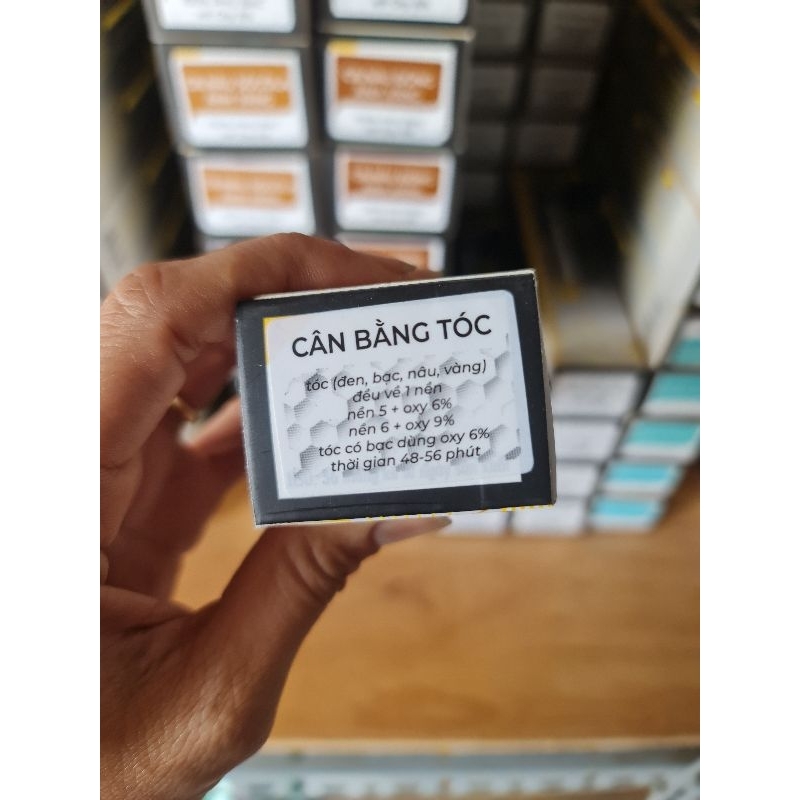 CÂN BẰNG TÓC
tóc (đen, bạc, nâu, vàng)
đều về 1 nền
nền 5 + oxy 6%
nền 6 + oxy 9%
tóc có bạc dùng oxy 6%
thời gian 48-56 phút